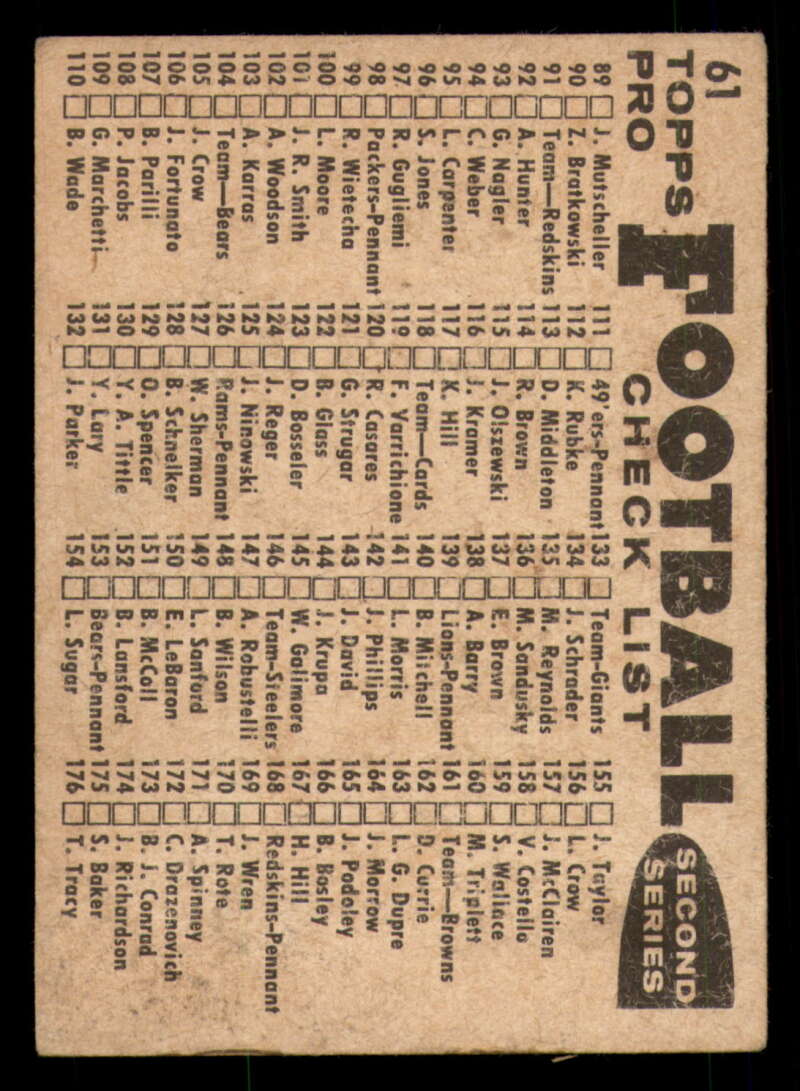 61
TOPPS
PRO
FOOTBALL
CHECK LIST
SECOND
SERIES
89 J. Mutscheller
90 Z. Bratkowski
91 Team—Redskins
92 A. Hunter
93 G. Nagler
94 C. Weber
95 L. Carpenter
96 S. Jones
97 R. Gugliemi
98 Packers-Pennant
99 R. Wietecha
100 L. Moore
101 J. R. Smith
102 A. Woodson
103 A. Karras
104 Team—Bears
105 J. Crow
106 J. Fortunato
107 B. Parilli
108 P. Jacobs
109 G. Marchetti
110 B. Wade
111 49'ers-Pennant
112 K. Rubke
113 D. Middleton
114 R. Brown
115 J. Olszewski
116 J. Kramer
117 K. Hill
118 Team—Cards
119 F. Varrichione
120 R. Casares
121 G. Strugar
122 B. Glass
123 D. Bosseler
124 J. Reger
125 J. Ninowski
126 Rams-Pennant
127 W. Sherman
128 B. Schnelker
129 O. Spencer
130 Y. A. Tittle
131 Y. Lary
132 J. Parker
133 Team-Giants
134 J. Schrader
135 M. Reynolds
136 M. Sandusky
137 E. Brown
138 A. Barry
139 Lions-Pennant
140 B. Mitchell
141 L. Morris
142 J. Phillips
143 J. David
144 J. Krupa
145 W. Galimore
146 Team-Steelers
147 A. Robustelli
148 B. Wilson
149 L. Sanford
150 E. LeBaron
151 B. McColl
152 B. Lansford
153 Bears-Pennant
154 L. Sugar
155 J. Taylor
156 L. Crow
157 J. McClairen
158 V. Costello
159 S. Wallace
160 M. Triplett
161 Team—Browns
162 D. Currie
163 L. G. Dupre
164 J. Morrow
165 J. Podoley
166 B. Bosley
167 H. Hill
168 Redskins-Pennant
169 J. Wren
170 T. Rote
171 A. Spinney
172 C. Drazenovich
173 B. J. Conrad
174 J. Richardson
175 S. Baker
176 T. Tracy